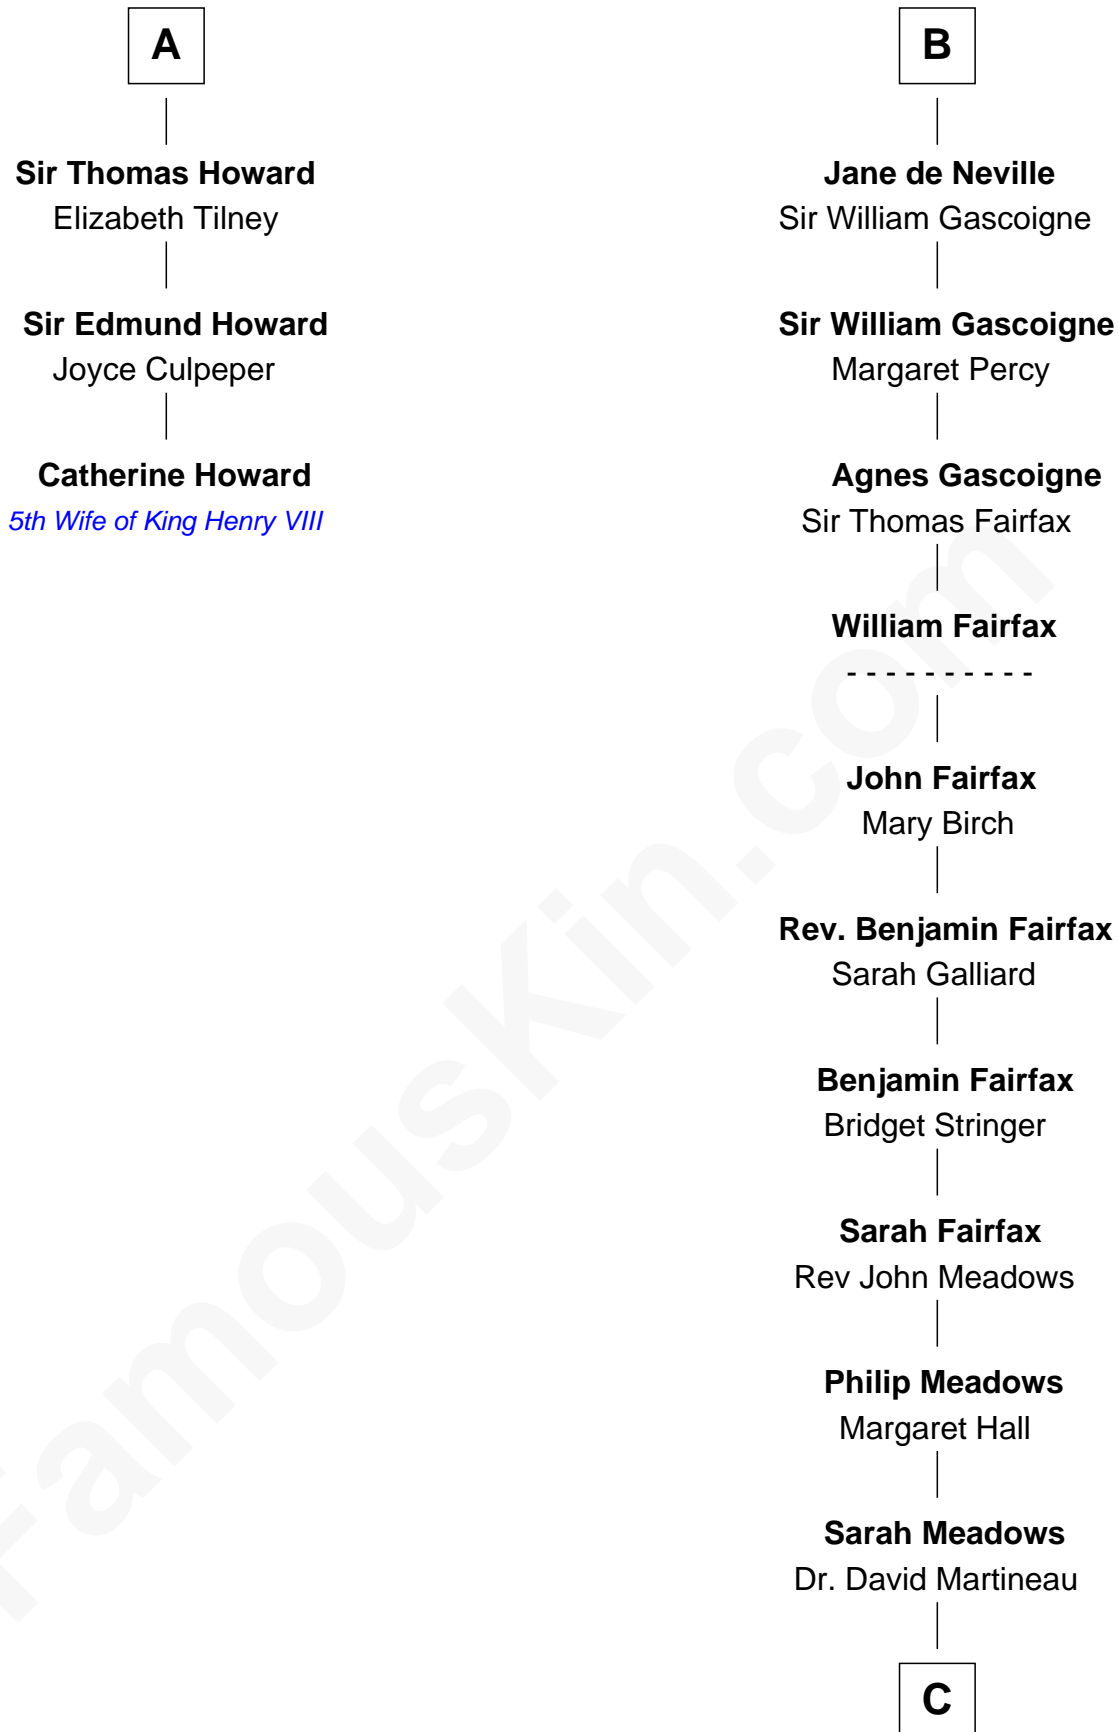 A
Sir Thomas Howard
Elizabeth Tilney
Sir Edmund Howard
Joyce Culpeper
Catherine Howard
5th Wife of King Henry VIII
B
Jane de Neville
Sir William Gascoigne
Sir William Gascoigne
Margaret Percy
Agnes Gascoigne
Sir Thomas Fairfax
William Fairfax
- - - - - - - - - -
John Fairfax
Mary Birch
Rev. Benjamin Fairfax
Sarah Galliard
Benjamin Fairfax
Bridget Stringer
Sarah Fairfax
Rev John Meadows
Philip Meadows
Margaret Hall
Sarah Meadows
Dr. David Martineau
C
FamousKin.com